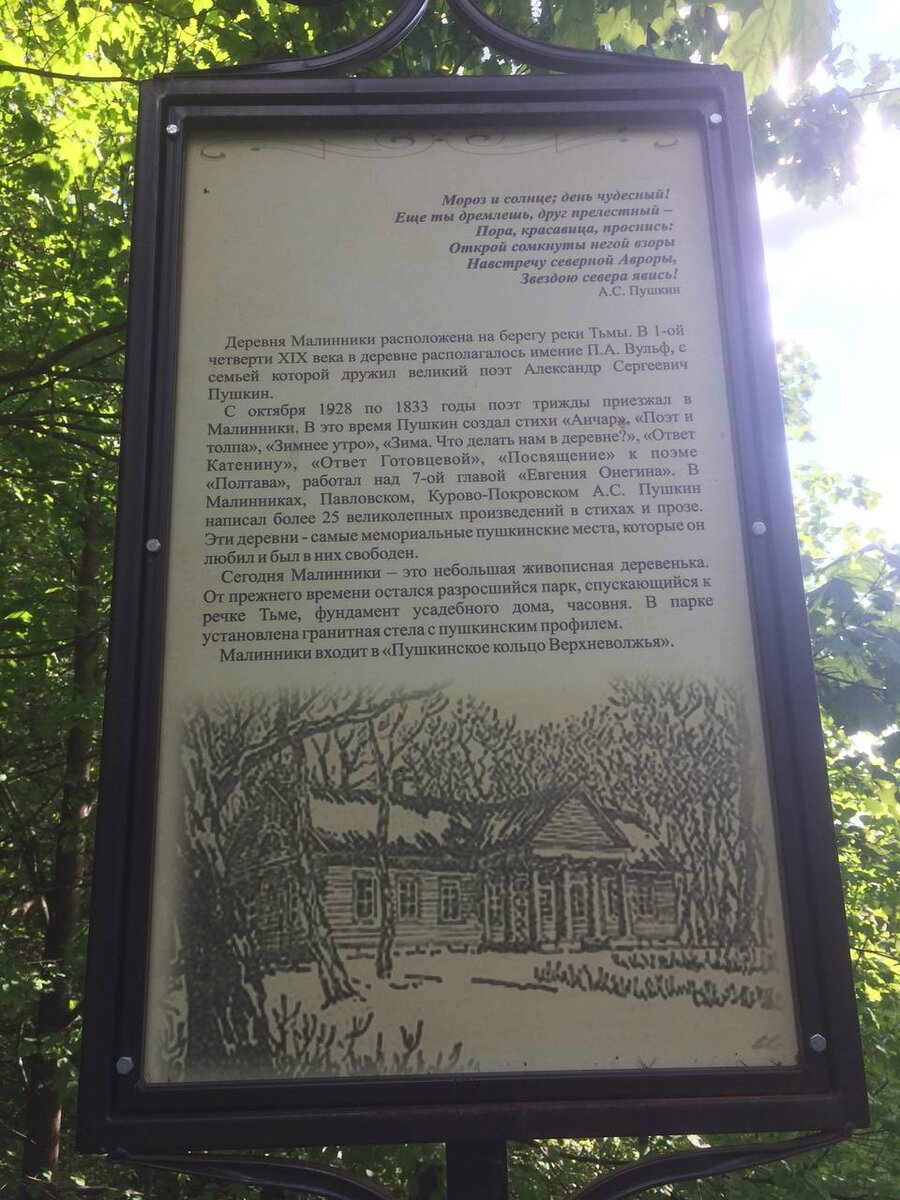 Мороз и солнце; день чудесный!
Еще ты дремлешь, друг прелестный –
Пора, красавица, проснись:
Открой сомкнуты негой взоры
Навстречу северной Авроры,
Звездою севера явись!
А.С. Пушкин
Деревня Малинники расположена на берегу реки Тьмы. В 1-ой
четверти XIX века в деревне располагалось имение П.А. Вульф, с
семьей которой дружил великий поэт Александр Сергеевич
Пушкин.
С октября 1928 по 1833 годы поэт трижды приезжал в
Малинники. В это время Пушкин создал стихи «Анчар», «Поэт и
толпа», «Зимнее утро», «Зима. Что делать нам в деревне?», «Ответ
Катенину», «Ответ Готовцевой», «Посвящение» к поэме
«Полтава», работал над 7-ой главой «Евгения Онегина». В
Малинниках, Павловском, Курово-Покровском А.С. Пушкин
написал более 25 великолепных произведений в стихах и прозе.
Эти деревни - самые мемориальные пушкинские места, которые он
любил и был в них свободен.
Сегодня Малинники – это небольшая живописная деревенька.
От прежнего времени остался разросшийся парк, спускающийся к
речке Тьме, фундамент усадебного дома, часовня. В парке
установлена гранитная стела с пушкинским профилем.
Малинники входит в «Пушкинское кольцо Верхневолжья».